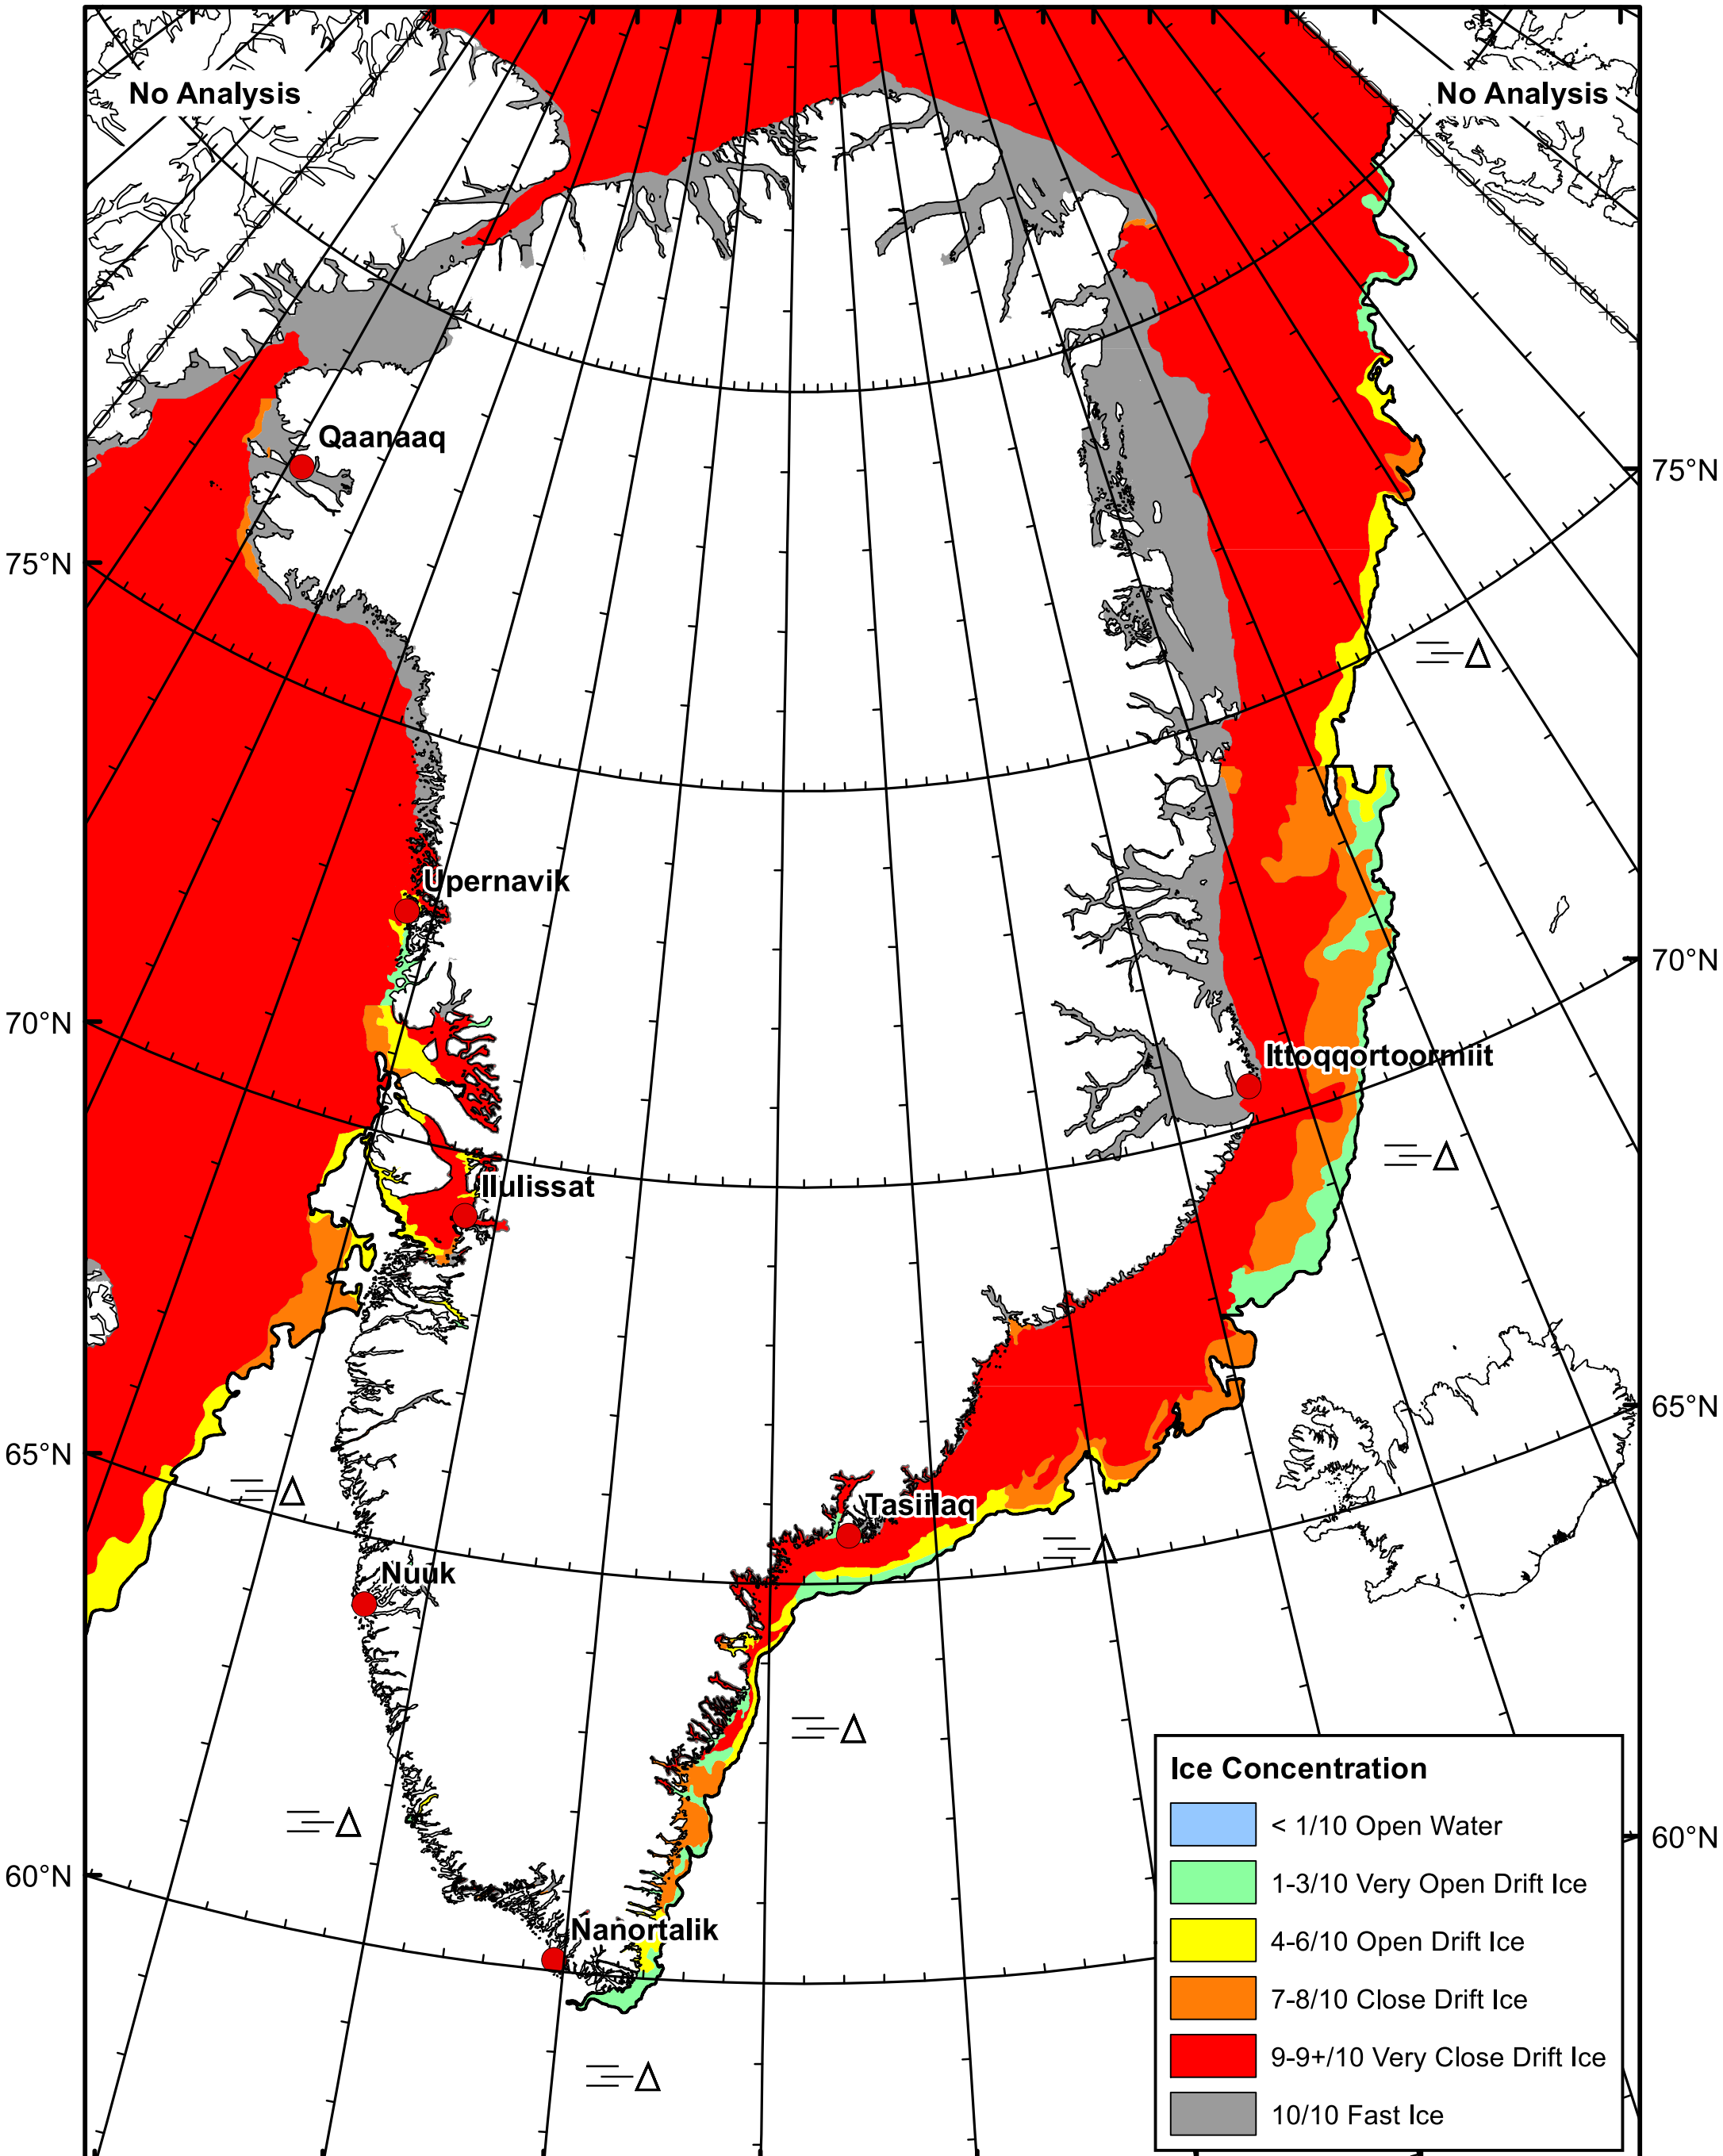 No Analysis
No Analysis
Qaanaaq
75°N
75°N
Upernavik
70°N
70°N
Ittoqqortoormiit
Ilulissat
65°N
65°N
Tasiilaq
Nuuk
60°N
60°N
Nanortalik
Ice Concentration
< 1/10 Open Water
1-3/10 Very Open Drift Ice
4-6/10 Open Drift Ice
7-8/10 Close Drift Ice
9-9+/10 Very Close Drift Ice
10/10 Fast Ice